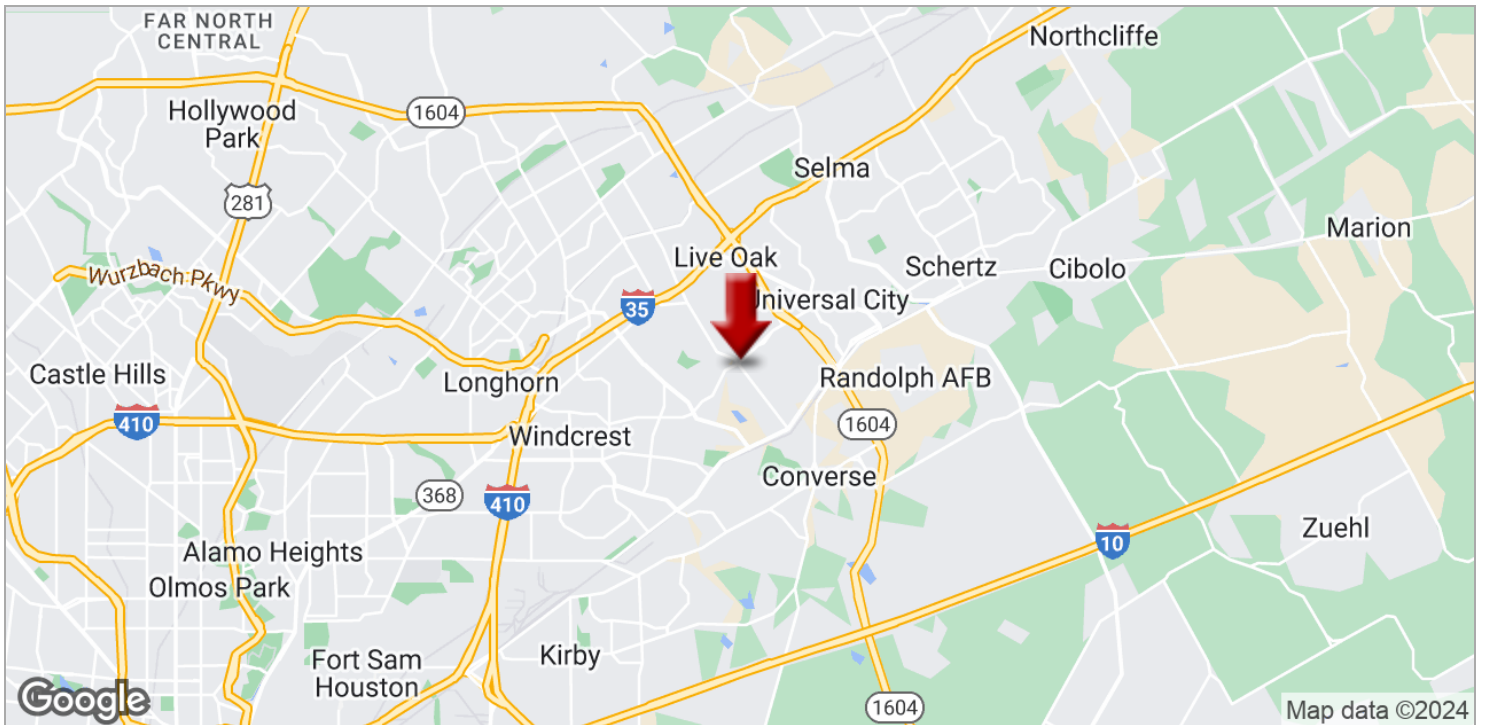 FAR NORTH
CENTRAL
Northcliffe
Hollywood
Park
1604
Selma
281
Marion
Live Oak
Wurzbach Pkwy
Schertz
Cibolo
35
Universal City
Castle Hills
Longhorn
Randolph AFB
410
1604
Windcrest
Converse
368
410
Zuehl
10
Alamo Heights
Olmos Park
Kirby
Fort Sam
Houston
Google
1604
Map data ©2024